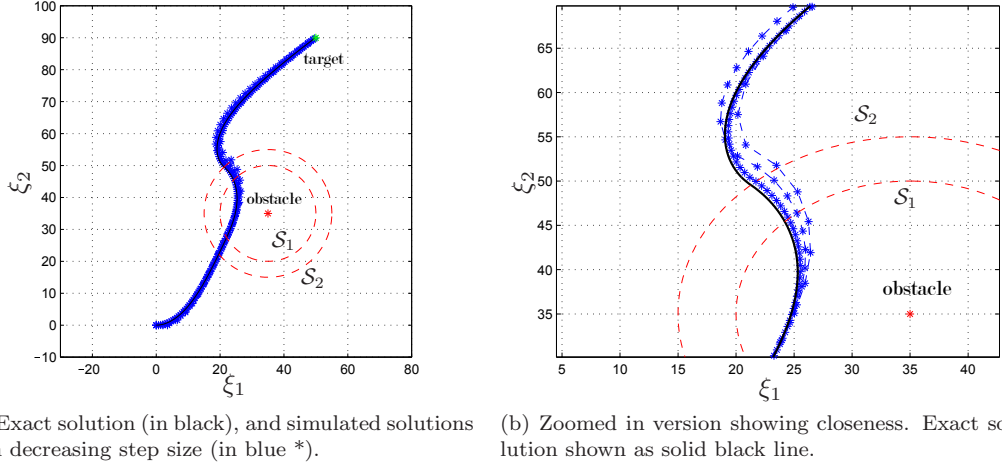 100
90
80
70
60
50
40
30
20
10
0
−10
ξ2
target
obstacle
S1
S2
−20 0 20 40 60 80
ξ1
65
60
55
50
45
40
35
ξ2
S2
S1
obstacle
5 10 15 20 25 30 35 40
ξ1
Exact solution (in black), and simulated solutions
decreasing step size (in blue *).
(b) Zoomed in version showing closeness. Exact so
lution shown as solid black line.